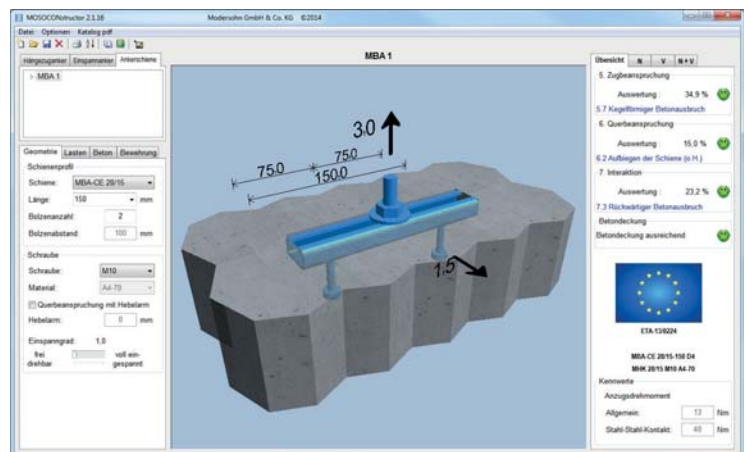 MOSOCONstructor 2.1.16 Modersohn GmbH & Co. KG ©2014
Datei Optionen Katalog pdf
MBA 1
Hängezuganker Einspannanker Ankerschiene
MBA 1
Geometrie Lasten Beton Bewehrung
Schienenprofil
Schiene: MBA-CE 28/15
Länge: 150 mm
Bolzenanzahl: 2
Bolzenabstand: 100 mm
Schraube
Schraube: M10
Material: A4-70
Querbeanspruchung mit Hebelarm
Hebelarm: 0 mm
Einspanngrad: 1,0
frei drehbar
voll ein-
gespannt
3,0
75.0
75.0
150.0
1,5
Übersicht N V N+V
5. Zugbeanspruchung
Auswertung : 34,9 %
5.7 Kegelförmiger Betonausbruch
6. Querbeanspruchung
Auswertung : 15,0 %
6.2 Aufbiegen der Schiene (o.H.)
7. Interaktion
Auswertung : 23,2 %
7.3 Rückwärtiger Betonausbruch
Betondeckung
Betondeckung ausreichend
ETA-13/0224
MBA-CE 28/15-150 D4
MHK 28/15 M10 A4-70
Kennwerte
Anzugsdrehmoment
Allgemein: 13 Nm
Stahl-Stahl-Kontakt: 40 Nm